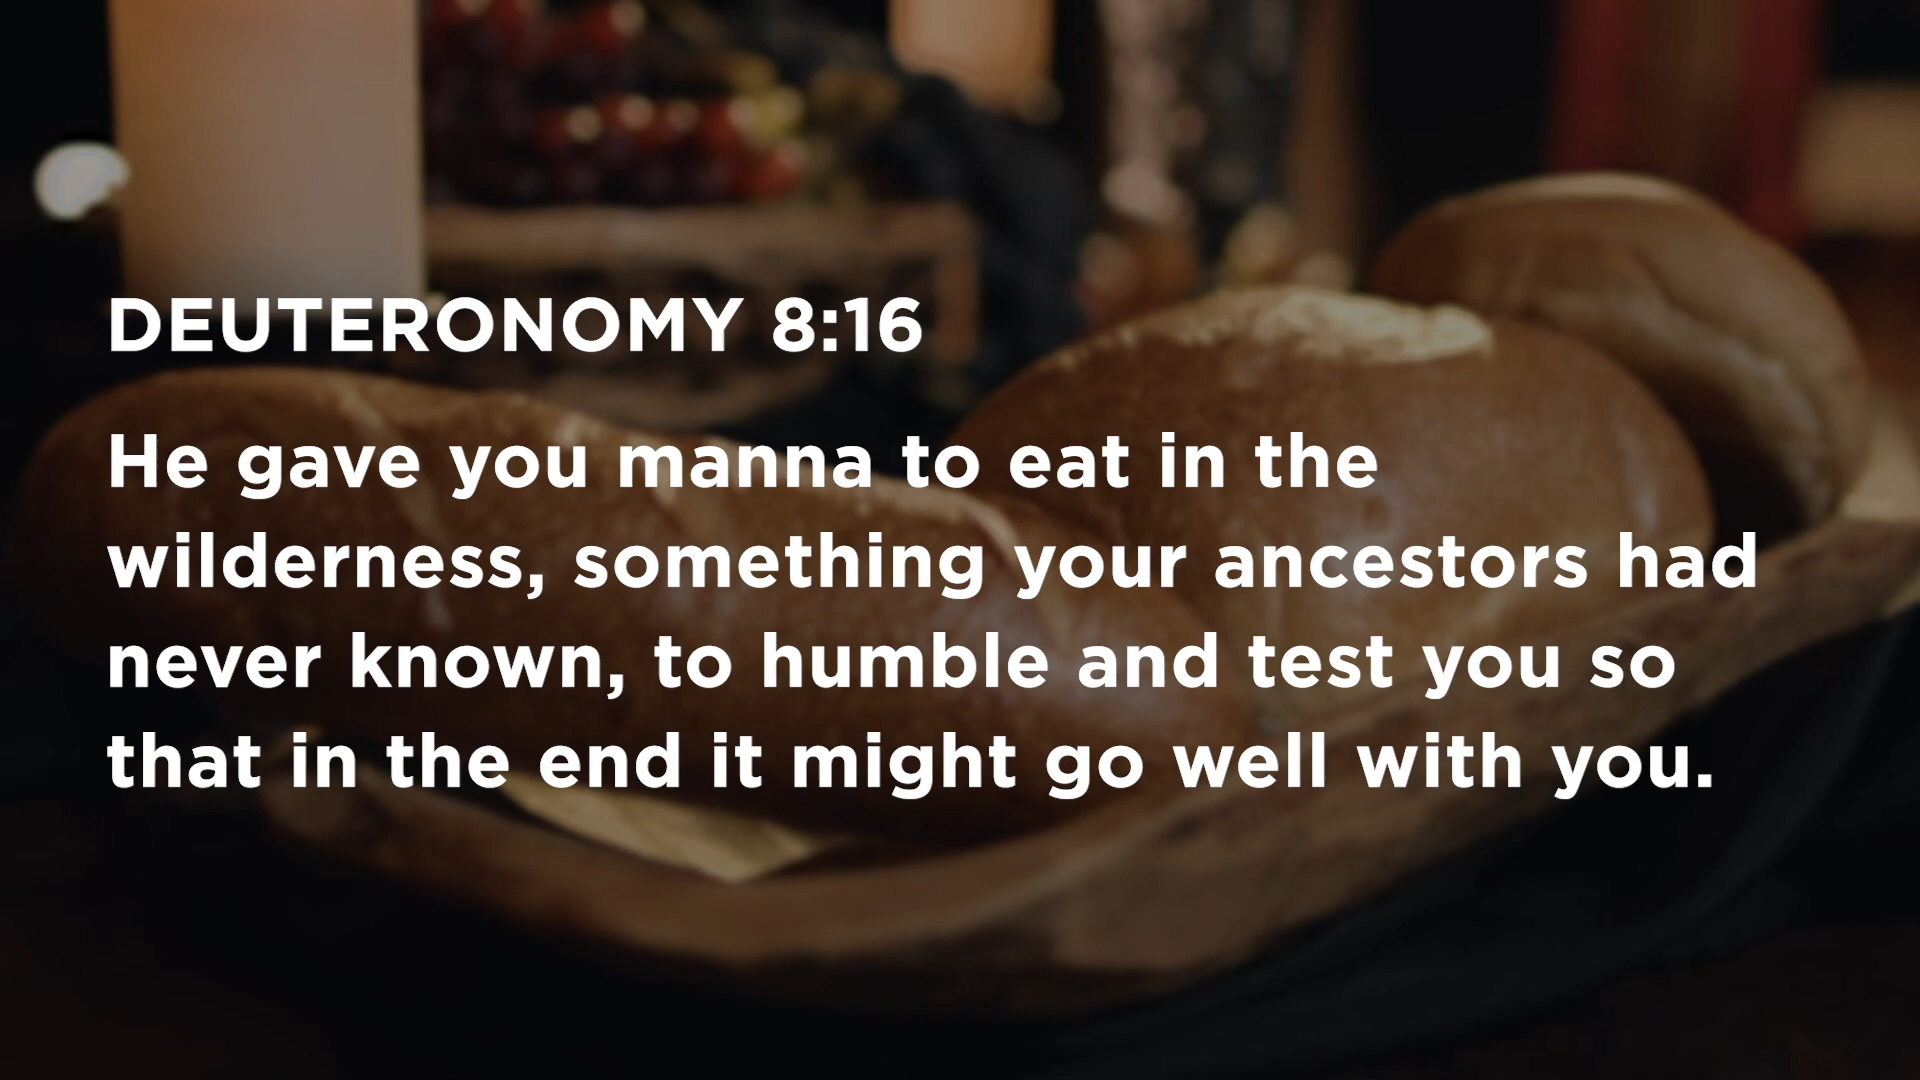 DEUTERONOMY 8:16
He gave you manna to eat in the
wilderness, something your ancestors had
never known, to humble and test you so
that in the end it might go well with you.